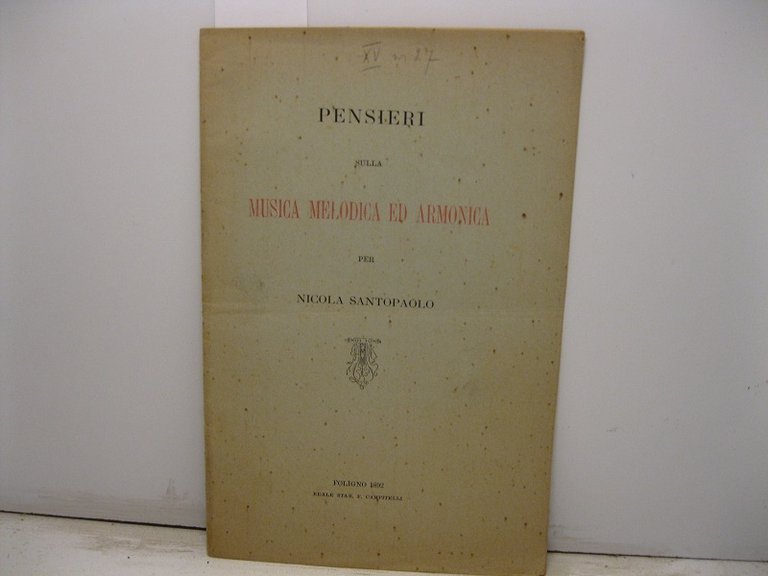 XV n 27
PENSIERI
SULLA
MUSICA MELODICA ED ARMONICA
PER
NICOLA SANTOPAOLO
FOLIGNO 1892
REALE STAB. F. CAMPITELLI